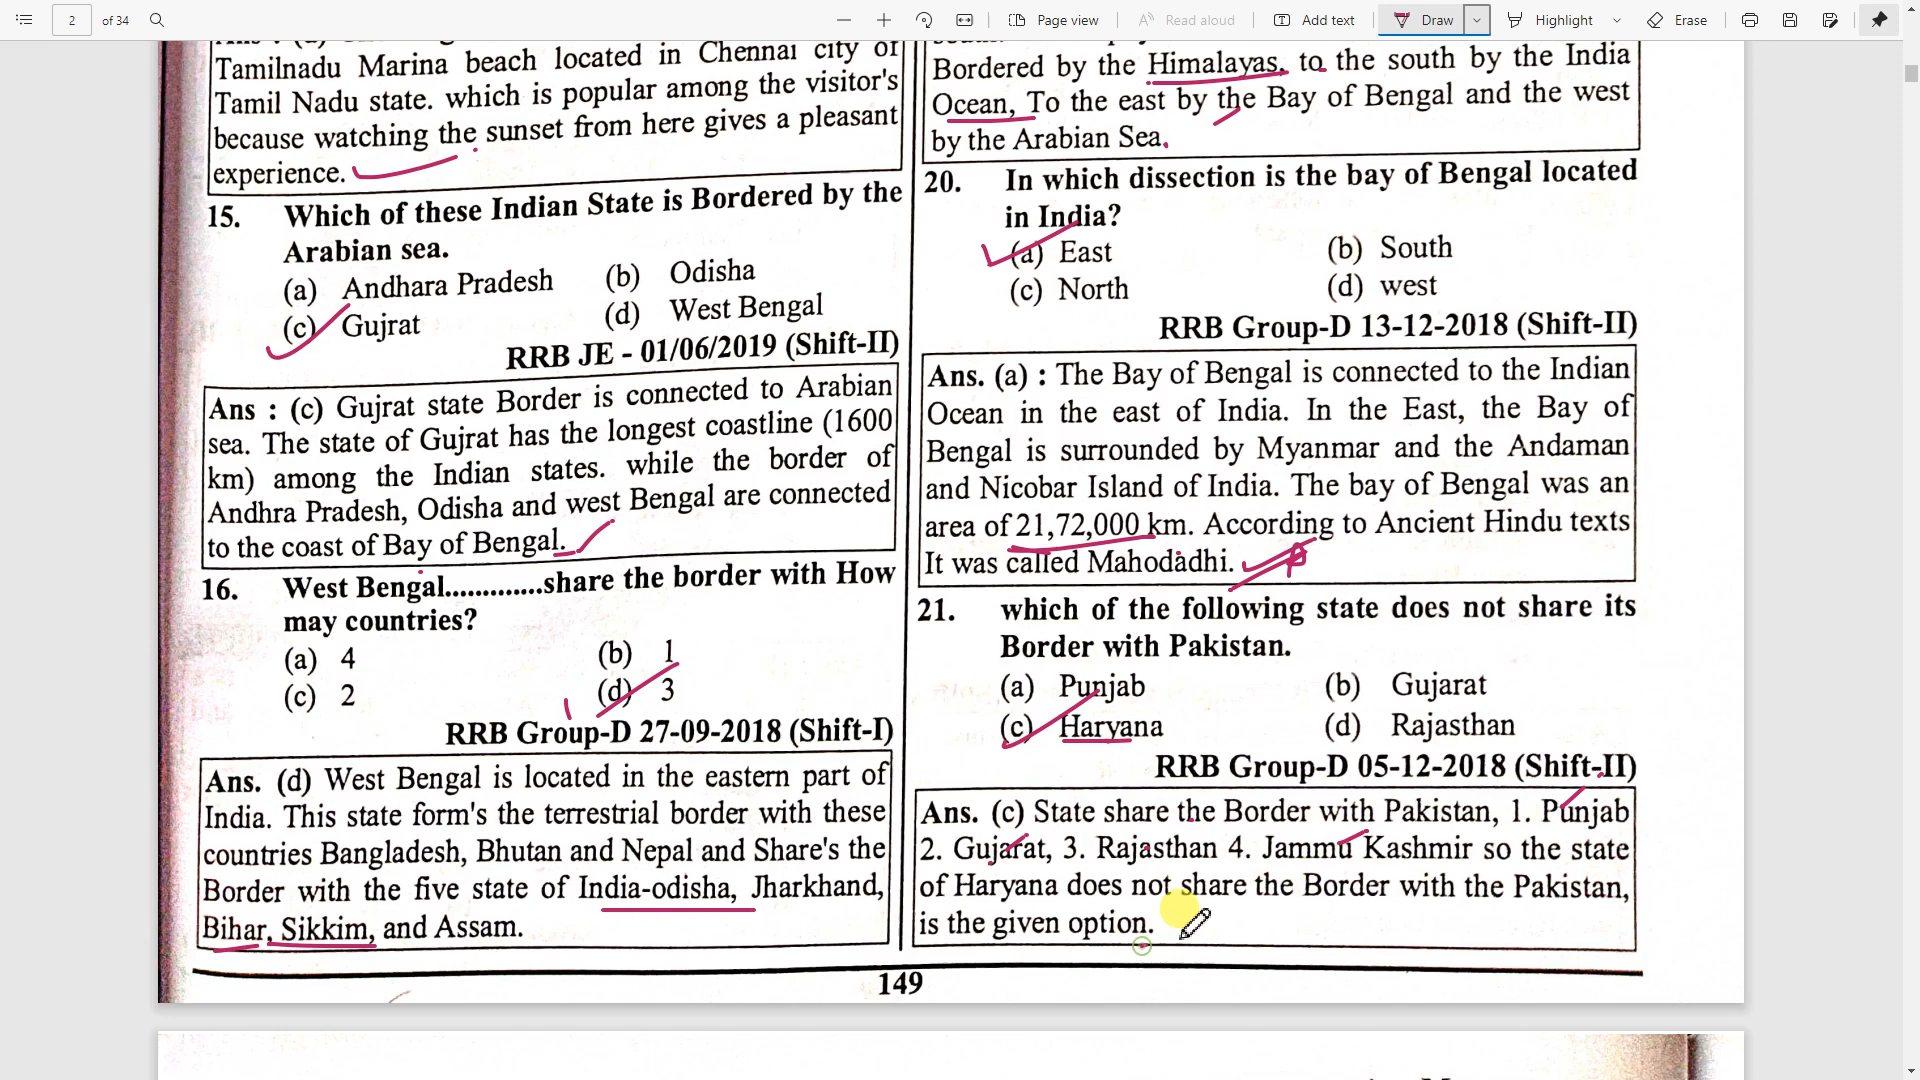 2 of 34 Page view Read aloud Add text Draw Highlight Erase
Tamilnadu Marina beach located in Chennai city of
Tamil Nadu state. which is popular among the visitor's
because watching the sunset from here gives a pleasant
experience.
15. Which of these Indian State is Bordered by the
Arabian sea.
(a) Andhara Pradesh (b) Odisha
(c) Gujrat (d) West Bengal
RRB JE - 01/06/2019 (Shift-II)
Ans : (c) Gujrat state Border is connected to Arabian
sea. The state of Gujrat has the longest coastline (1600
km) among the Indian states. while the border of
Andhra Pradesh, Odisha and west Bengal are connected
to the coast of Bay of Bengal.
16. West Bengal.............share the border with How
may countries?
(a) 4 (b) 1
(c) 2 (d) 3
RRB Group-D 27-09-2018 (Shift-I)
Ans. (d) West Bengal is located in the eastern part of
India. This state form's the terrestrial border with these
countries Bangladesh, Bhutan and Nepal and Share's the
Border with the five state of India-odisha, Jharkhand,
Bihar, Sikkim, and Assam.
Bordered by the Himalayas, to the south by the India
Ocean, To the east by the Bay of Bengal and the west
by the Arabian Sea.
20. In which dissection is the bay of Bengal located
in India?
(a) East (b) South
(c) North (d) west
RRB Group-D 13-12-2018 (Shift-II)
Ans. (a) : The Bay of Bengal is connected to the Indian
Ocean in the east of India. In the East, the Bay of
Bengal is surrounded by Myanmar and the Andaman
and Nicobar Island of India. The bay of Bengal was an
area of 21,72,000 km. According to Ancient Hindu texts
It was called Mahodadhi.
21. which of the following state does not share its
Border with Pakistan.
(a) Punjab (b) Gujarat
(c) Haryana (d) Rajasthan
RRB Group-D 05-12-2018 (Shift-II)
Ans. (c) State share the Border with Pakistan, 1. Punjab
2. Gujarat, 3. Rajasthan 4. Jammu Kashmir so the state
of Haryana does not share the Border with the Pakistan,
is the given option.
149